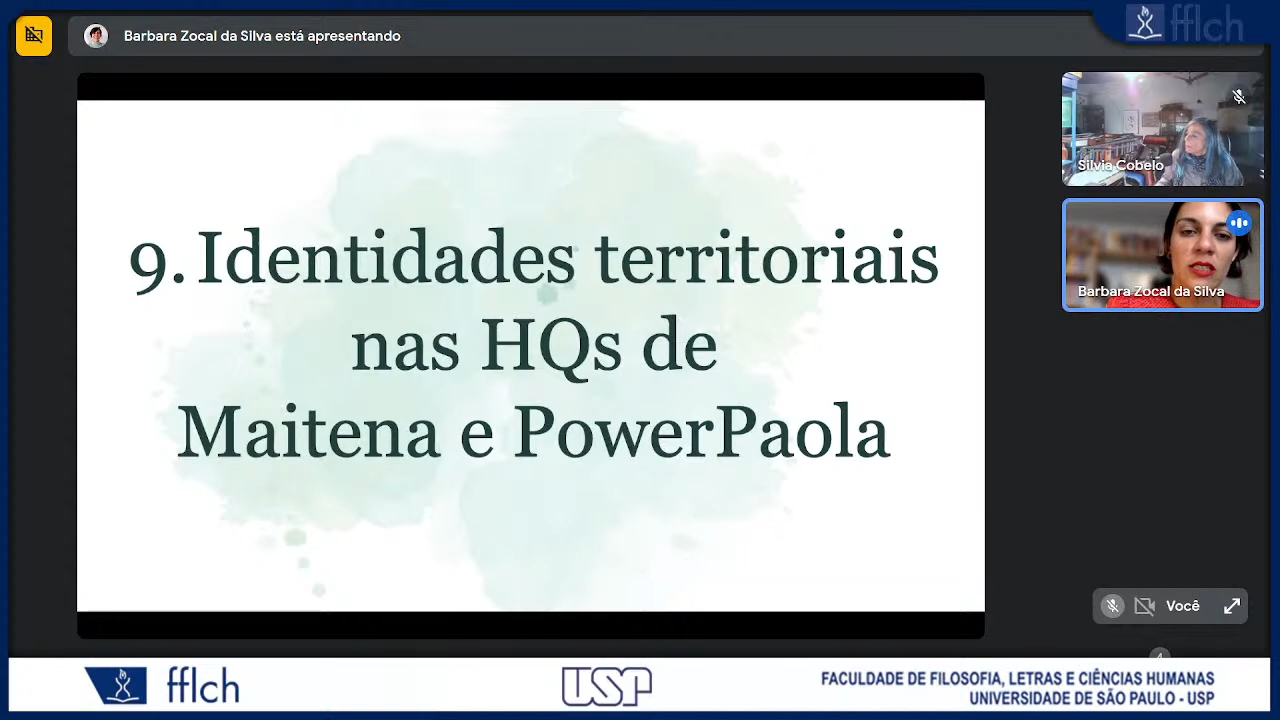 Barbara Zocal da Silva está apresentando
fflch
9. Identidades territoriais
nas HQs de
Maitena e PowerPaola
Silvia Cobelo
Barbara Zocal da Silva
Você
fflch
USP
FACULDADE DE FILOSOFIA, LETRAS E CIÊNCIAS HUMANAS
UNIVERSIDADE DE SÃO PAULO - USP